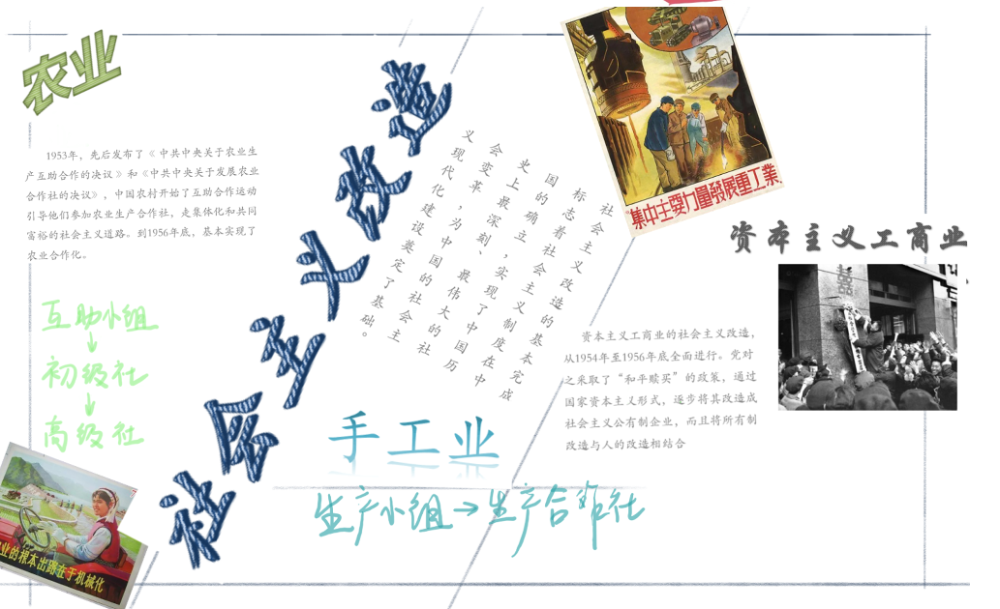 农业
1953年，先后发布了《中共中央关于农业生
产互助合作的决议》和《中共中央关于发展农业
合作社的决议》，中国农村开始了互助合作运动
引导他们参加农业生产合作社，走集体化和共同
富裕的社会主义道路。到1956年底，基本实现了
农业合作化。
互助小组
↓
初级社
↓
高级社
业的根本出路在于机械化
社会主义改造
社会主义改造的基本完成
标志着社会主义制度在中
国的确立，实现了中国历
史上最深刻、最伟大的社
会变革，为中国的社会主
义现代化建设奠定了基础。
手工业
生产小组→生产合作社
集中主要力量發展重工業
资本主义工商业
囍
资本主义工商业的社会主义改造，
从1954年至1956年底全面进行。党对
之采取了“和平赎买”的政策，通过
国家资本主义形式，逐步将其改造成
社会主义公有制企业，而且将所有制
改造与人的改造相结合